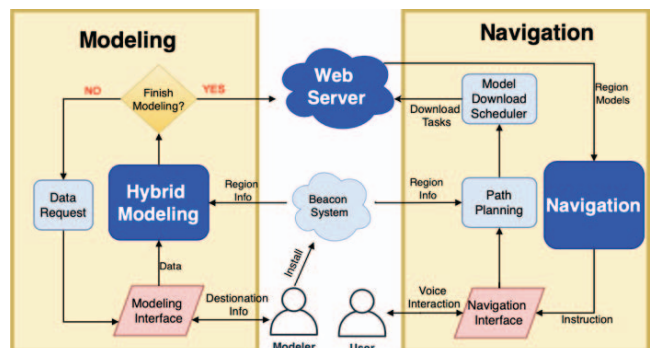 Modeling
Navigation
NO
YES
Finish
Modeling?
Web
Server
Model
Download
Scheduler
Download
Tasks
Region
Models
Data
Request
Hybrid
Modeling
Region
Info
Beacon
System
Region
Info
Path
Planning
Navigation
Data
Install
Modeling
Interface
Destionation
Info
Voice
Interaction
Navigation
Interface
Instruction
Modeler
User